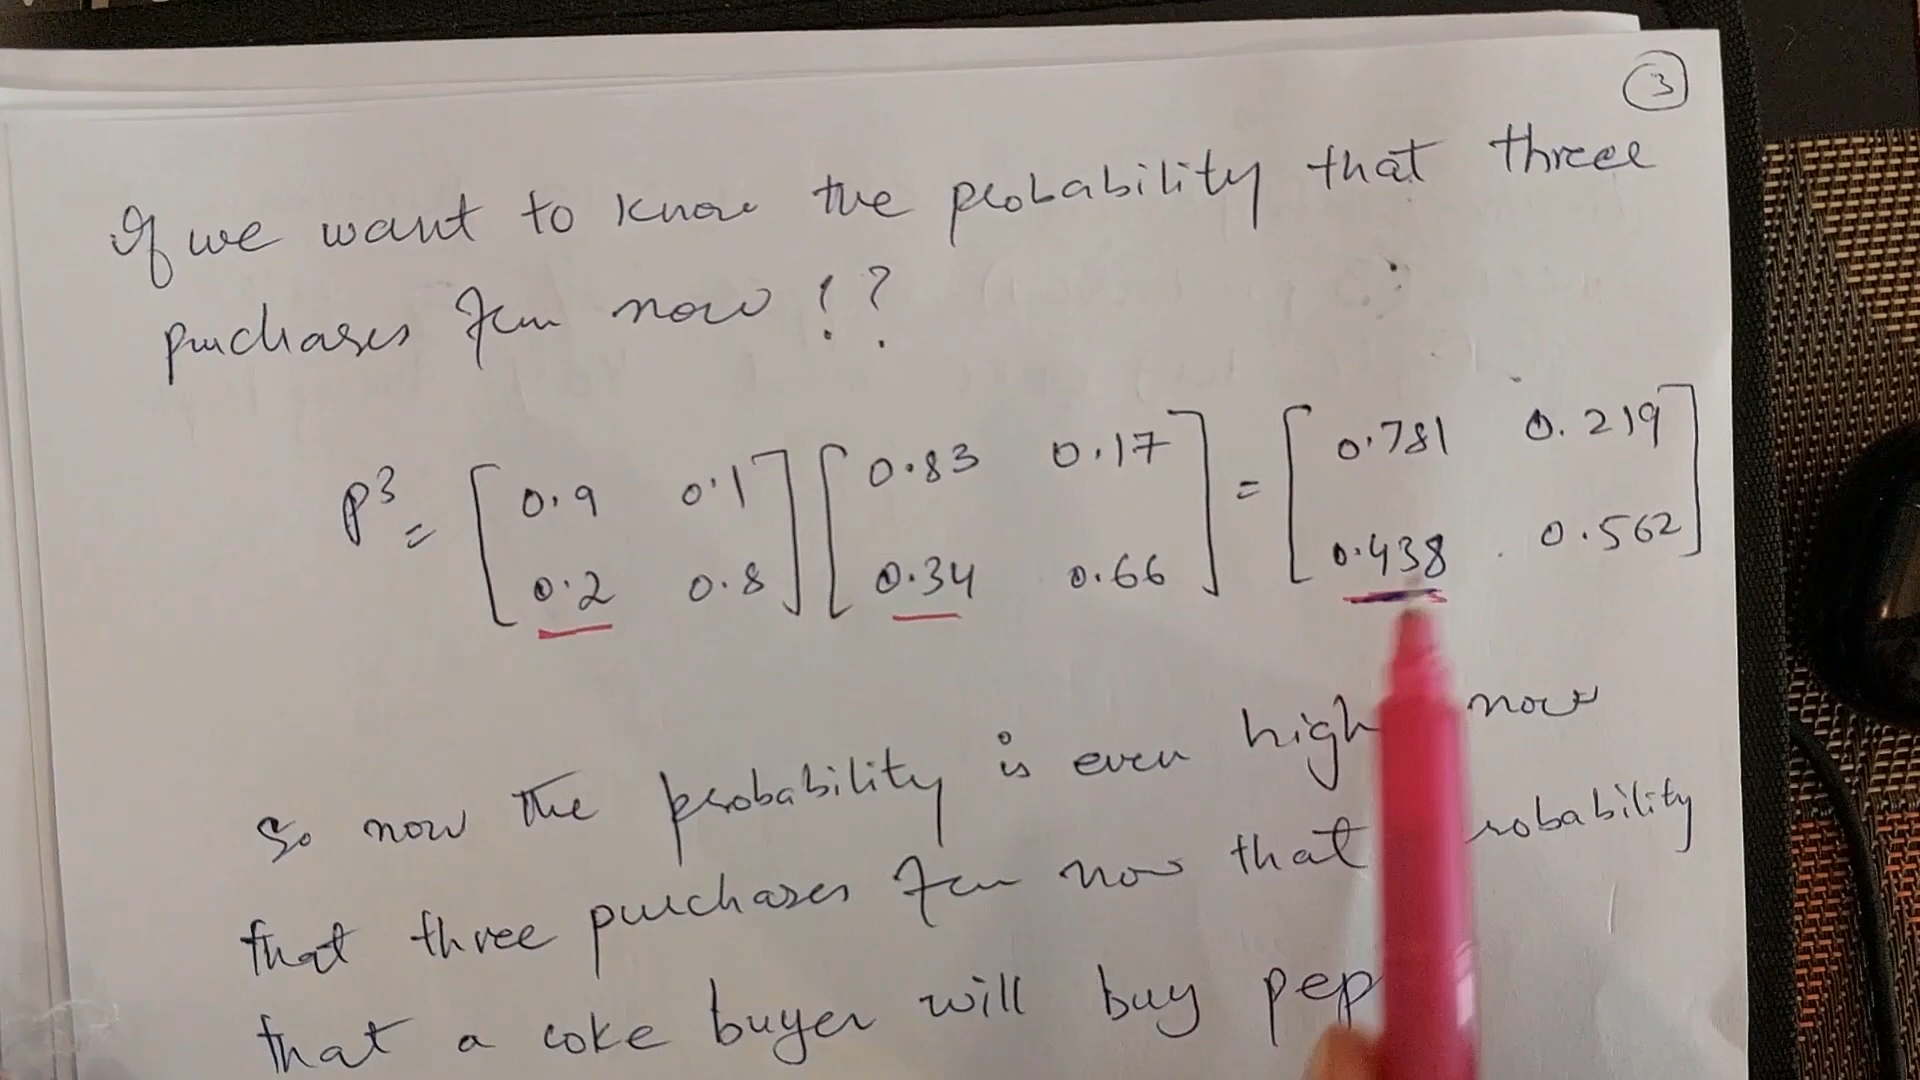 3
If we want to know the probability that three
purchases from now !?
P³ = [ 0.9 0.1 0.2 0.8 ] [ 0.83 0.17 0.34 0.66 ] = [ 0.781 0.219 0.438 0.562 ]
So now the probability is even high now
that three purchases from now that robability
that a coke buyer will buy pep